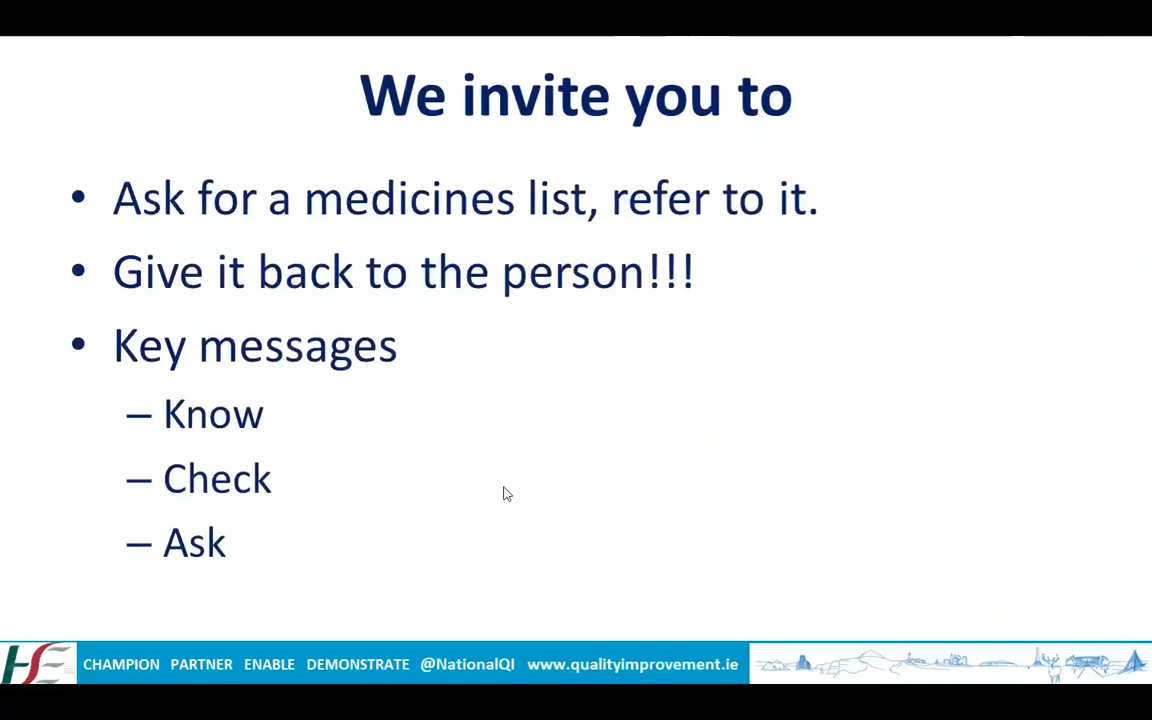 We invite you to
• Ask for a medicines list, refer to it.
• Give it back to the person!!!
• Key messages
– Know
– Check
– Ask
HSE CHAMPION PARTNER ENABLE DEMONSTRATE @NationalQI www.qualityimprovement.ie